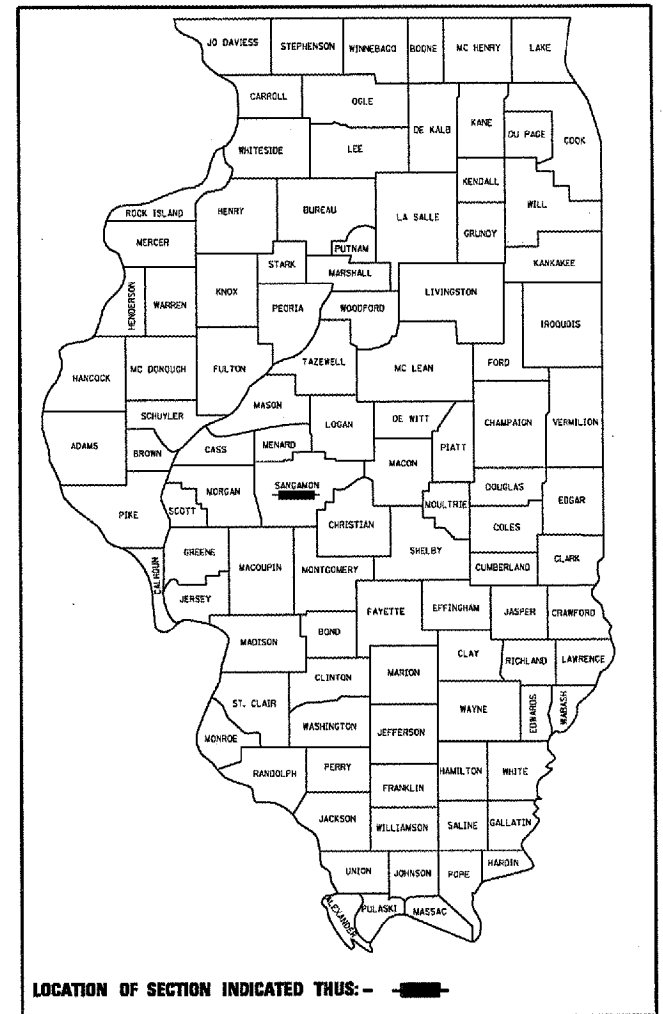 JO DAVIESS STEPHENSON WINNEBAGO BOONE MC HENRY LAKE
CARROLL OGLE
DE KALB KANE DU PAGE COOK
WHITESIDE LEE
KENDALL
ROCK ISLAND HENRY BUREAU LA SALLE WILL
MERCER PUTNAM GRUNDY
STARK MARSHALL KANKAKEE
HENDERSON WARREN KNOX PEORIA WOODFORD LIVINGSTON IROQUOIS
HANCOCK MC DONOUGH FULTON TAZEWELL MC LEAN FORD
SCHUYLER MASON LOGAN DE WITT CHAMPAIGN VERMILION
ADAMS BROWN CASS MENARD MACON PIATT
SANGAMON DOUGLAS
PIKE SCOTT MORGAN CHRISTIAN MOULTRIE COLES EDGAR
GREENE MACOUPIN MONTGOMERY SHELBY CUMBERLAND CLARK
CALHOUN JERSEY
FAYETTE EFFINGHAM JASPER CRAWFORD
MADISON BOND
CLAY RICHLAND LAWRENCE
CLINTON MARION
ST. CLAIR WAYNE EDWARDS WABASH
WASHINGTON JEFFERSON
MONROE
RANDOLPH PERRY HAMILTON WHITE
FRANKLIN
JACKSON WILLIAMSON SALINE GALLATIN
UNION JOHNSON POPE HARDIN
ALEXANDER PULASKI MASSAC
LOCATION OF SECTION INDICATED THUS: -